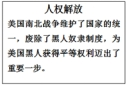 人权解放
美国南北战争维护了国家的统
一，废除了黑人奴隶制度，为
美国黑人获得平等权利迈出了
重要一步。